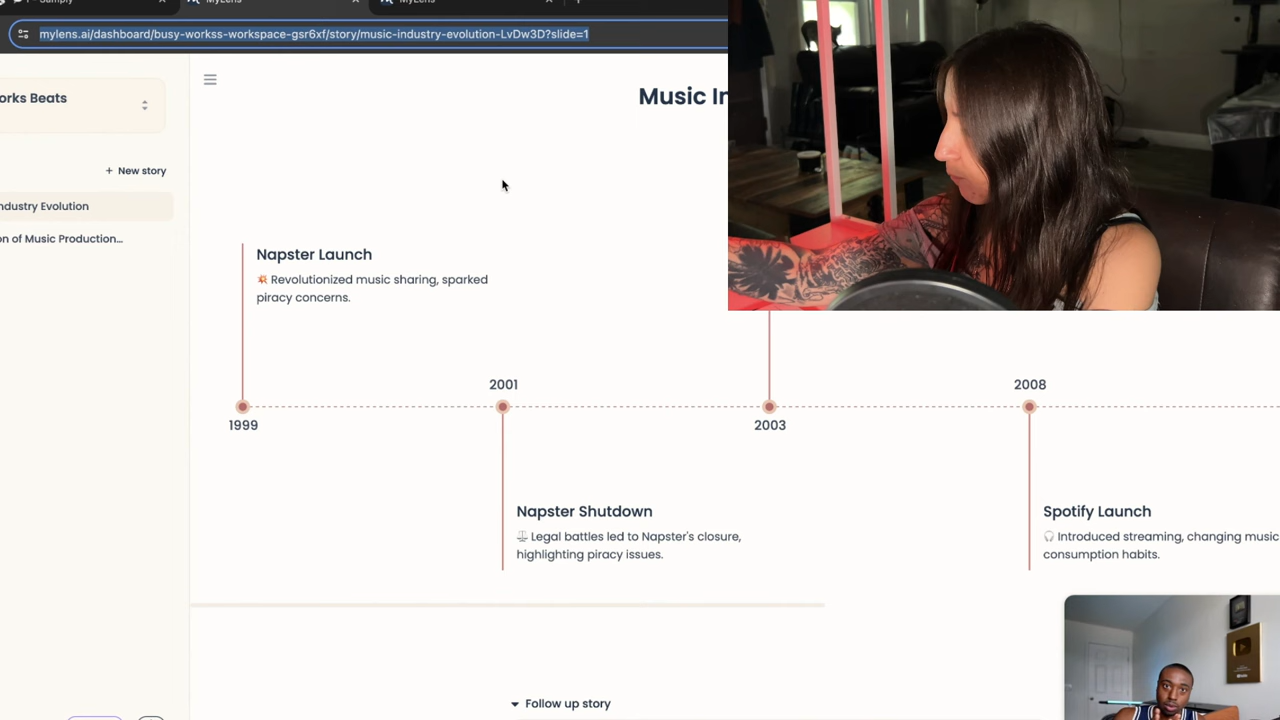 MyLens
MyLens
mylens.ai/dashboard/busy-workss-workspace-gsr6xf/story/music-industry-evolution-LvDw3D?slide=1
orks Beats
+ New story
ndustry Evolution
on of Music Production...
Music In
Napster Launch
💥 Revolutionized music sharing, sparked
piracy concerns.
2001
2008
1999
2003
Napster Shutdown
⚖️ Legal battles led to Napster's closure,
highlighting piracy issues.
Spotify Launch
🎧 Introduced streaming, changing music
consumption habits.
Follow up story